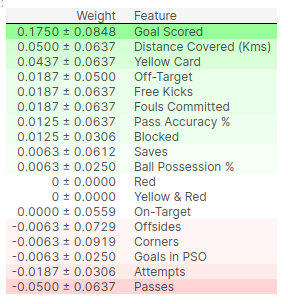 Weight Feature
0.1750 ± 0.0848 Goal Scored
0.0500 ± 0.0637 Distance Covered (Kms)
0.0437 ± 0.0637 Yellow Card
0.0187 ± 0.0500 Off-Target
0.0187 ± 0.0637 Free Kicks
0.0187 ± 0.0637 Fouls Committed
0.0125 ± 0.0637 Pass Accuracy %
0.0125 ± 0.0306 Blocked
0.0063 ± 0.0612 Saves
0.0063 ± 0.0250 Ball Possession %
0 ± 0.0000 Red
0 ± 0.0000 Yellow & Red
0.0000 ± 0.0559 On-Target
-0.0063 ± 0.0729 Offsides
-0.0063 ± 0.0919 Corners
-0.0063 ± 0.0250 Goals in PSO
-0.0187 ± 0.0306 Attempts
-0.0500 ± 0.0637 Passes